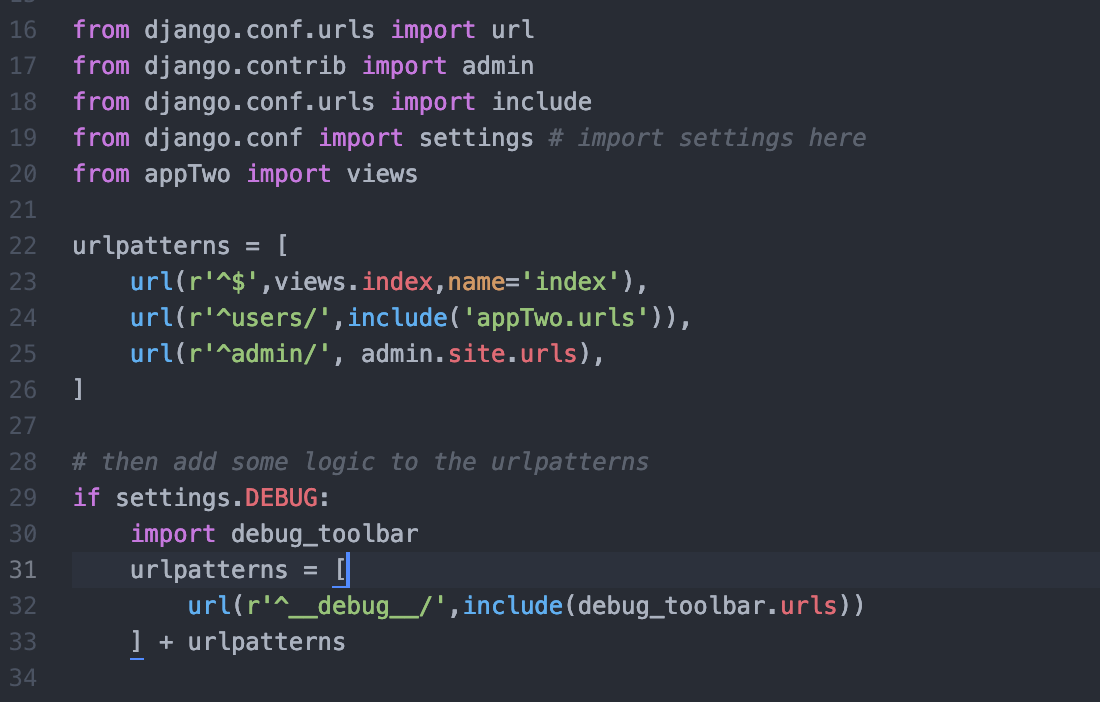 16 from django.conf.urls import url
17 from django.contrib import admin
18 from django.conf.urls import include
19 from django.conf import settings # import settings here
20 from appTwo import views
21
22 urlpatterns = [
23     url(r'^$',views.index,name='index'),
24     url(r'^users/',include('appTwo.urls')),
25     url(r'^admin/', admin.site.urls),
26 ]
27
28 # then add some logic to the urlpatterns
29 if settings.DEBUG:
30     import debug_toolbar
31     urlpatterns = [
32         url(r'^__debug__/',include(debug_toolbar.urls))
33     ] + urlpatterns
34